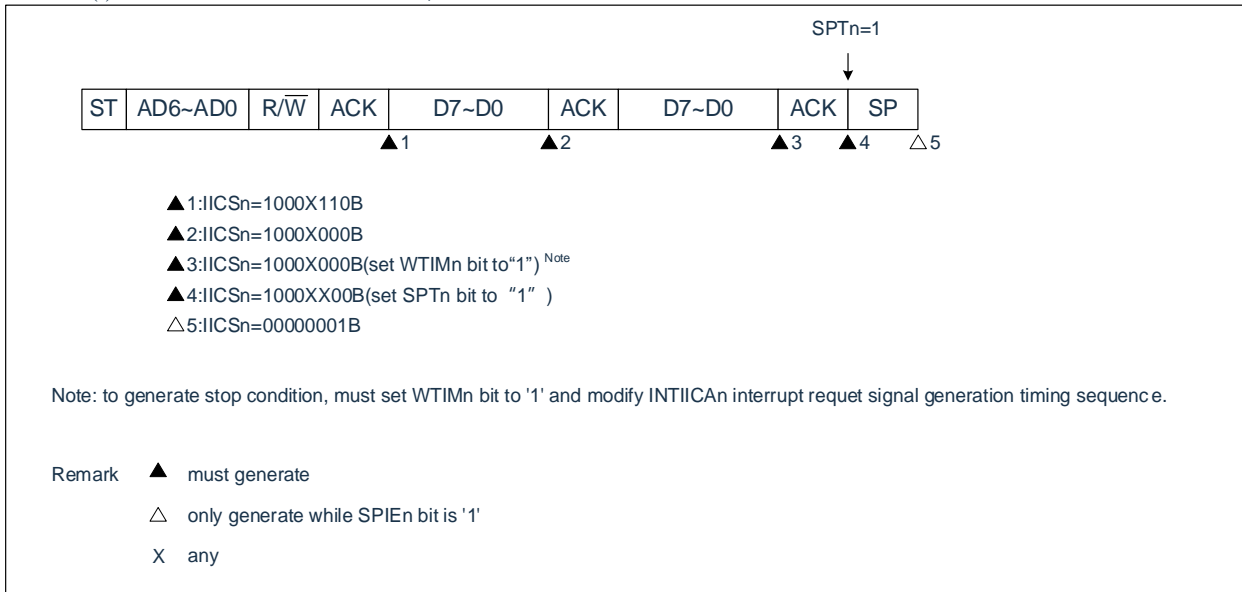 SPTn=1
ST AD6~AD0 R/W̅ ACK D7~D0 ACK D7~D0 ACK SP
▲1 ▲2 ▲3 ▲4 △5
▲1:IICSn=1000X110B
▲2:IICSn=1000X000B
▲3:IICSn=1000X000B(set WTIMn bit to“1”) Note
▲4:IICSn=1000XX00B(set SPTn bit to ″1″ )
△5:IICSn=00000001B
Note: to generate stop condition, must set WTIMn bit to '1' and modify INTIICAn interrupt requet signal generation timing sequence.
Remark ▲ must generate
△ only generate while SPIEn bit is '1'
X any